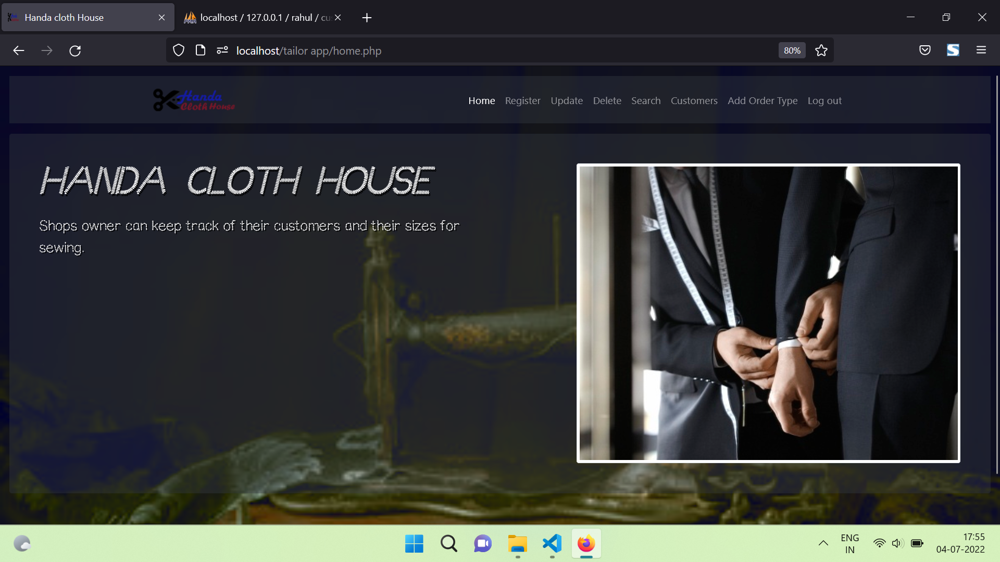 Handa cloth House
localhost / 127.0.0.1 / rahul / cu
localhost/tailor app/home.php
80%
Handa
Cloth House
Home Register Update Delete Search Customers Add Order Type Log out
HANDA CLOTH HOUSE
Shops owner can keep track of their customers and their sizes for
sewing.
ENG
IN
17:55
04-07-2022